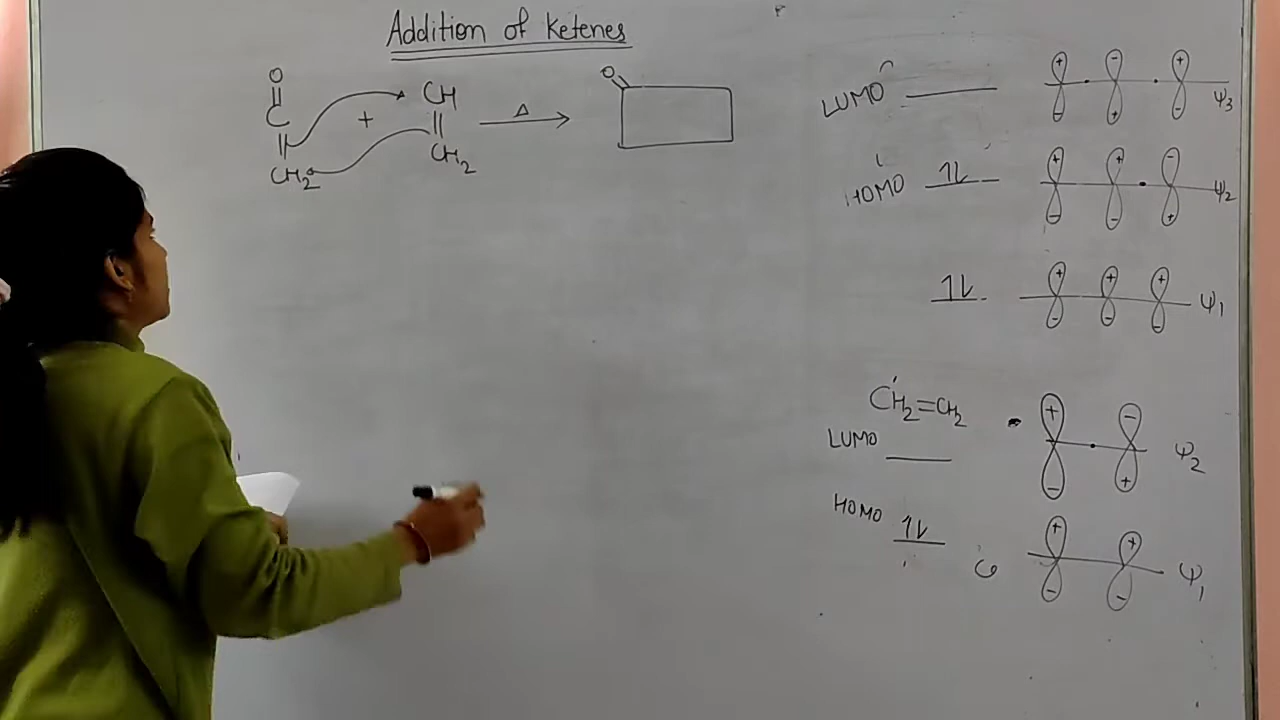 Addition of Ketenes
O
||
C
||
CH2
+
CH
||
CH2
Δ
O
LUMO
+ - +
- + -
ψ3
HOMO 1L
+ + -
- - +
ψ2
1L
+ + +
- - -
ψ1
CH2=CH2
LUMO
+ -
- +
ψ2
HOMO 1L
+ +
- -
ψ1